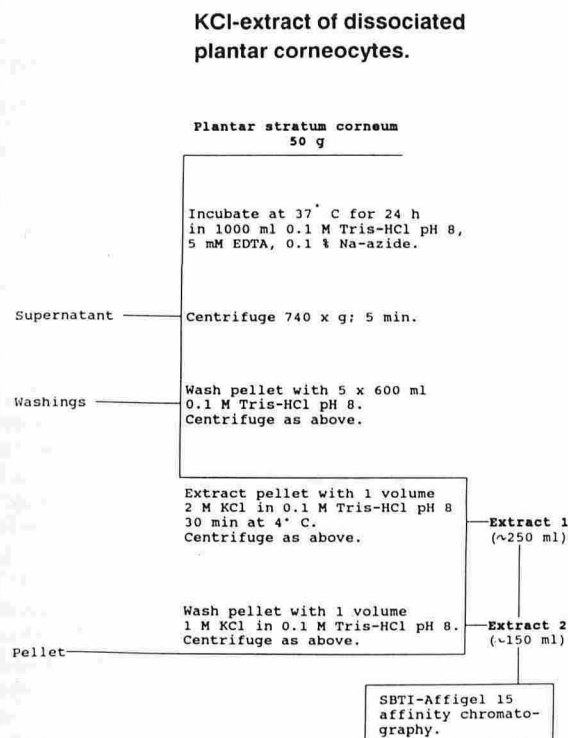 KCl-extract of dissociated
plantar corneocytes.
Plantar stratum corneum
50 g
Incubate at 37° C for 24 h
in 1000 ml 0.1 M Tris-HCl pH 8,
5 mM EDTA, 0.1 % Na-azide.
Supernatant
Centrifuge 740 x g; 5 min.
Washings
Wash pellet with 5 x 600 ml
0.1 M Tris-HCl pH 8.
Centrifuge as above.
Extract pellet with 1 volume
2 M KCl in 0.1 M Tris-HCl pH 8
30 min at 4° C.
Centrifuge as above.
Extract 1
(~250 ml)
Wash pellet with 1 volume
1 M KCl in 0.1 M Tris-HCl pH 8.
Centrifuge as above.
Extract 2
(~150 ml)
Pellet
SBTI-Affigel 15
affinity chromato-
graphy.